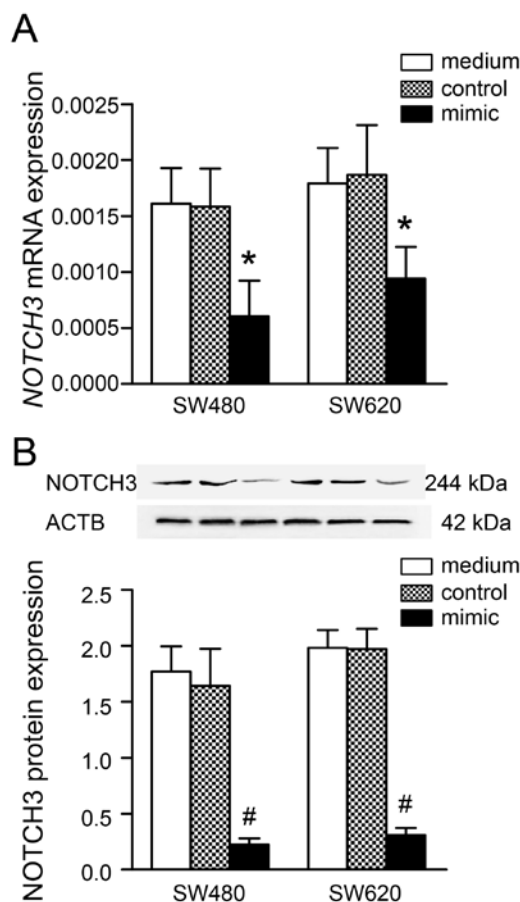 A
medium
control
mimic
NOTCH3 mRNA expression
0.0025
0.0020
0.0015
0.0010
0.0005
0.0000
*
*
SW480
SW620
B
NOTCH3
244 kDa
ACTB
42 kDa
medium
control
mimic
NOTCH3 protein expression
2.5
2.0
1.5
1.0
0.5
0.0
#
#
SW480
SW620